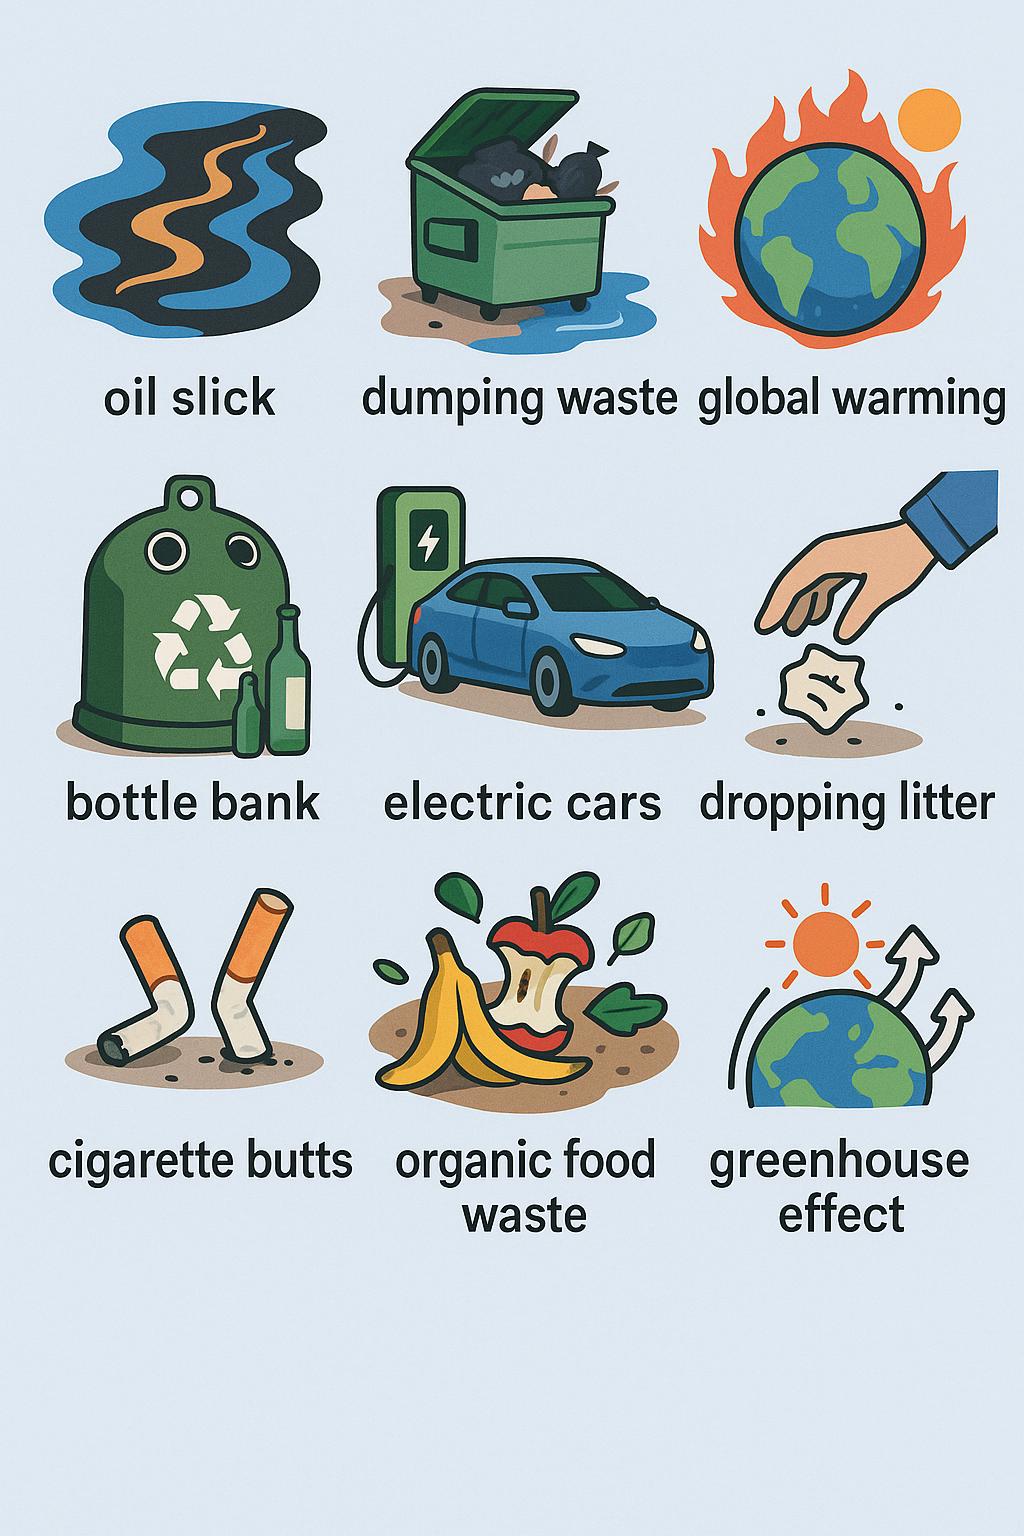 oil slick
dumping waste
global warming
bottle bank
electric cars
dropping litter
cigarette butts
organic food
waste
greenhouse
effect